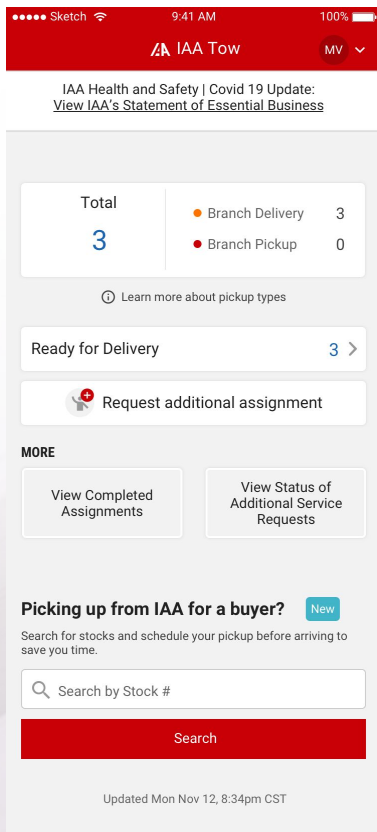 Sketch 9:41 AM 100%
IAA Tow MV
IAA Health and Safety | Covid 19 Update:
View IAA's Statement of Essential Business
Total
3
Branch Delivery 3
Branch Pickup 0
Learn more about pickup types
Ready for Delivery 3
Request additional assignment
MORE
View Completed
Assignments
View Status of
Additional Service
Requests
Picking up from IAA for a buyer? New
Search for stocks and schedule your pickup before arriving to
save you time.
Search by Stock #
Search
Updated Mon Nov 12, 8:34pm CST